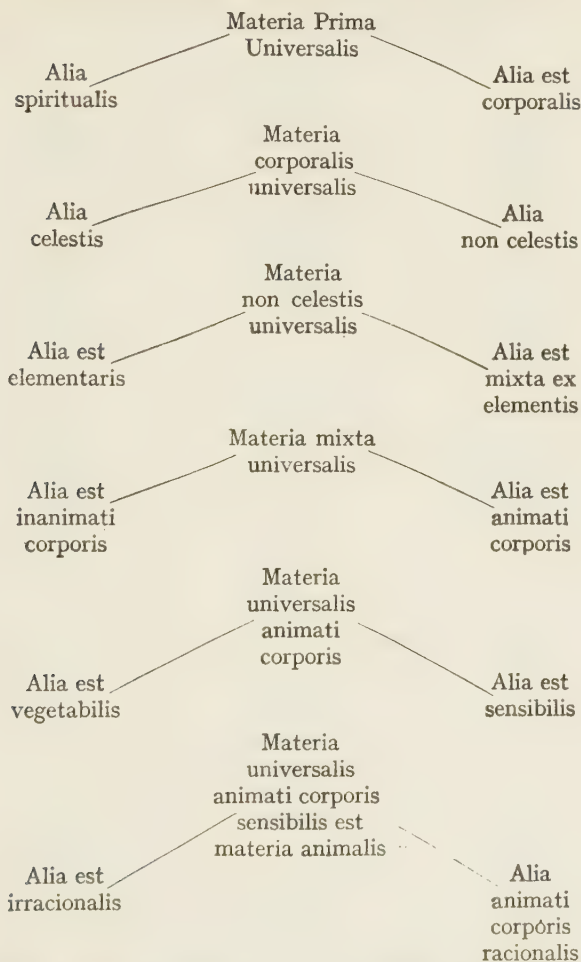 Materia Prima
Universalis
Alia
spiritualis
Alia est
corporalis
Materia
corporalis
universalis
Alia
celestis
Alia
non celestis
Materia
non celestis
universalis
Alia est
elementaris
Alia est
mixta ex
elementis
Materia mixta
universalis
Alia est
inanimati
corporis
Alia est
animati
corporis
Materia
universalis
animati
corporis
Alia est
vegetabilis
Alia est
sensibilis
Materia
universalis
animati corporis
sensibilis est
materia animalis
Alia est
irracionalis
Alia
animati
corpóris
racionalis